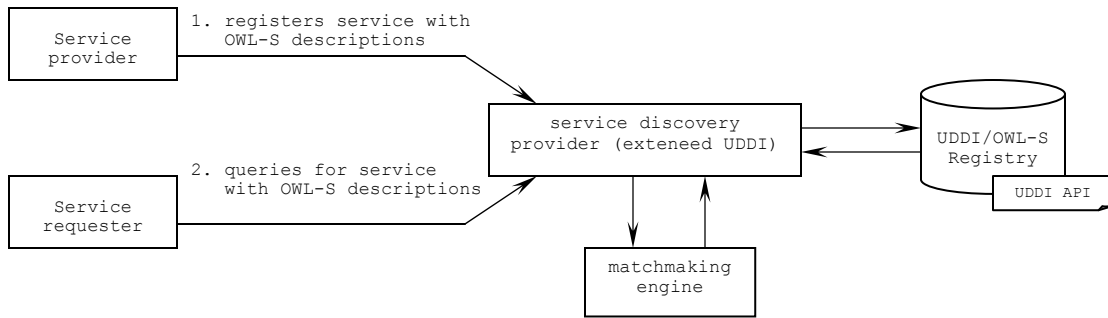 1. registers service with
OWL-S descriptions
Service
provider
service discovery
provider (exteneed UDDI)
UDDI/OWL-S
Registry
UDDI API
2. queries for service
with OWL-S descriptions
Service
requester
matchmaking
engine